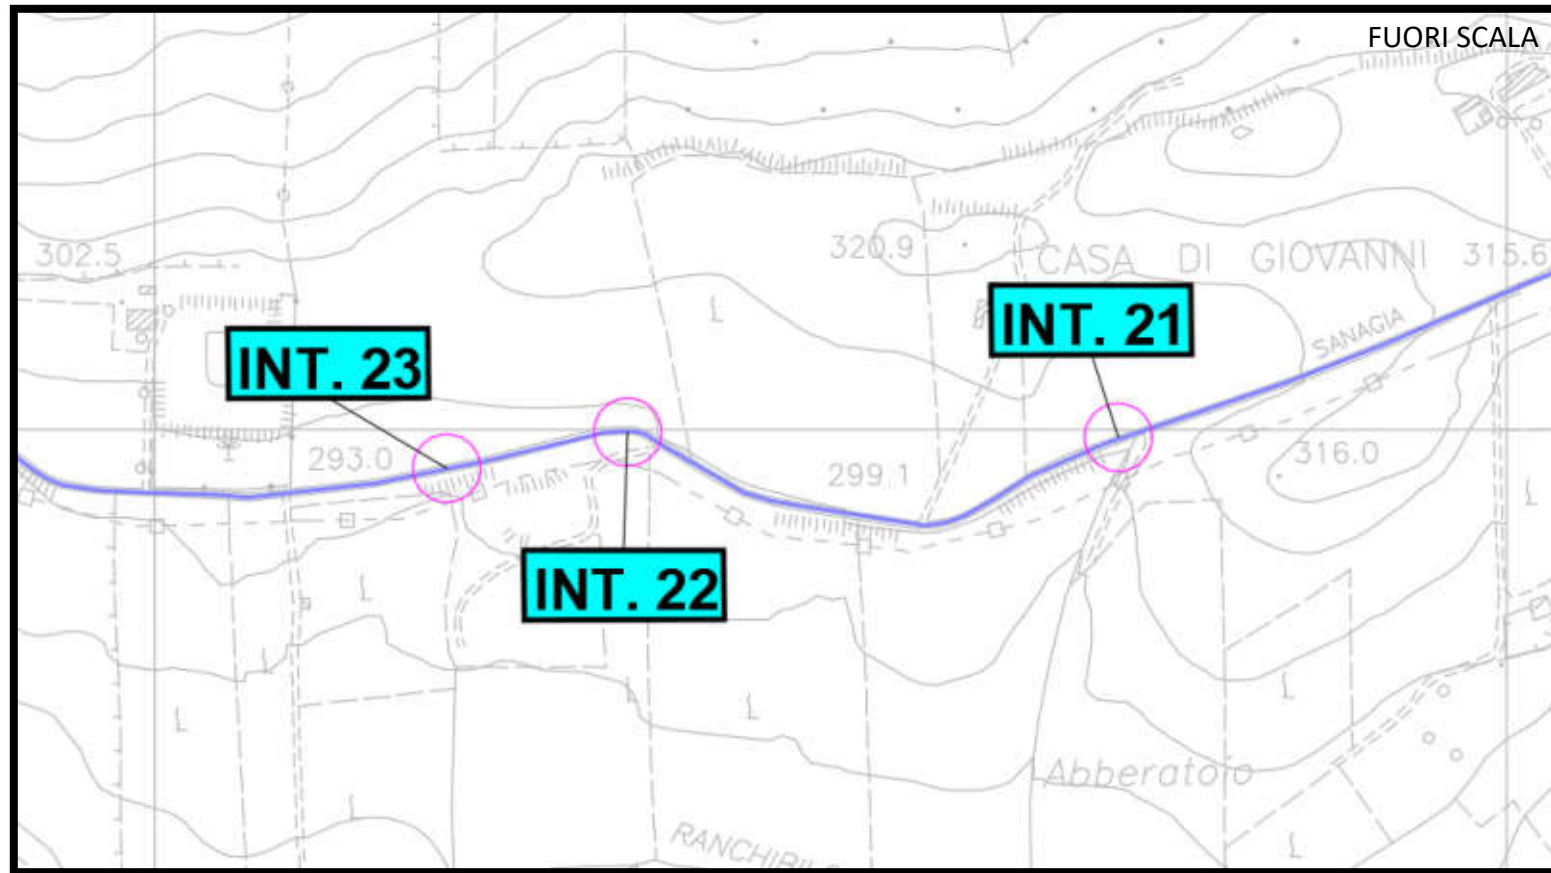 FUORI SCALA
302.5
320.9
CASA DI GIOVANNI
315.6
INT. 21
SANAGIA
INT. 23
293.0
299.1
316.0
INT. 22
Abberatoio